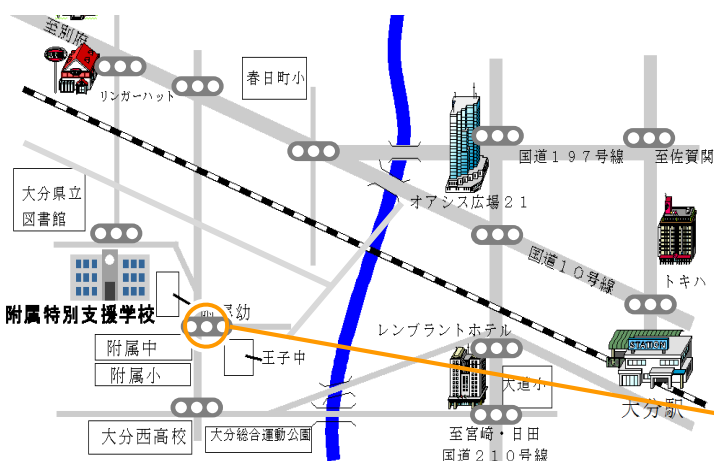 至別府
リンガーハット
春日町小
国道197号線
至佐賀関
大分県立
図書館
オアシス広場21
国道10号線
トキハ
附属特別支援学校
幼
レンブラントホテル
STATION
附属中
王子中
附属小
大道小
大分駅
大分西高校
大分総合運動公園
至宮崎・日田
国道210号線